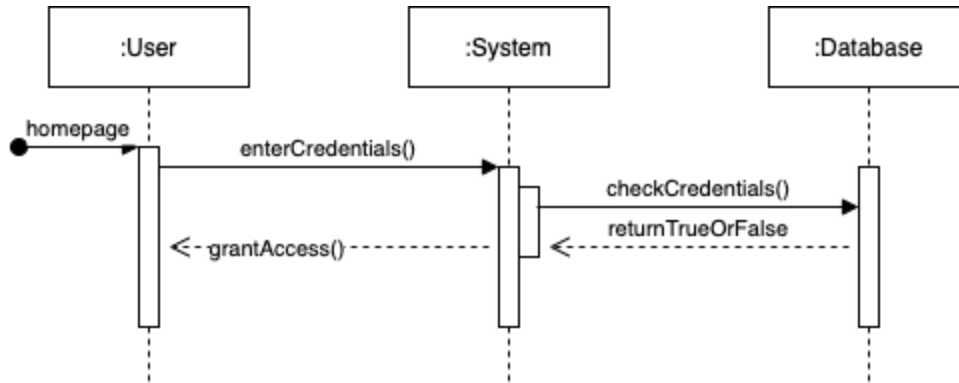 :User
:System
:Database
homepage
enterCredentials()
checkCredentials()
returnTrueOrFalse
grantAccess()